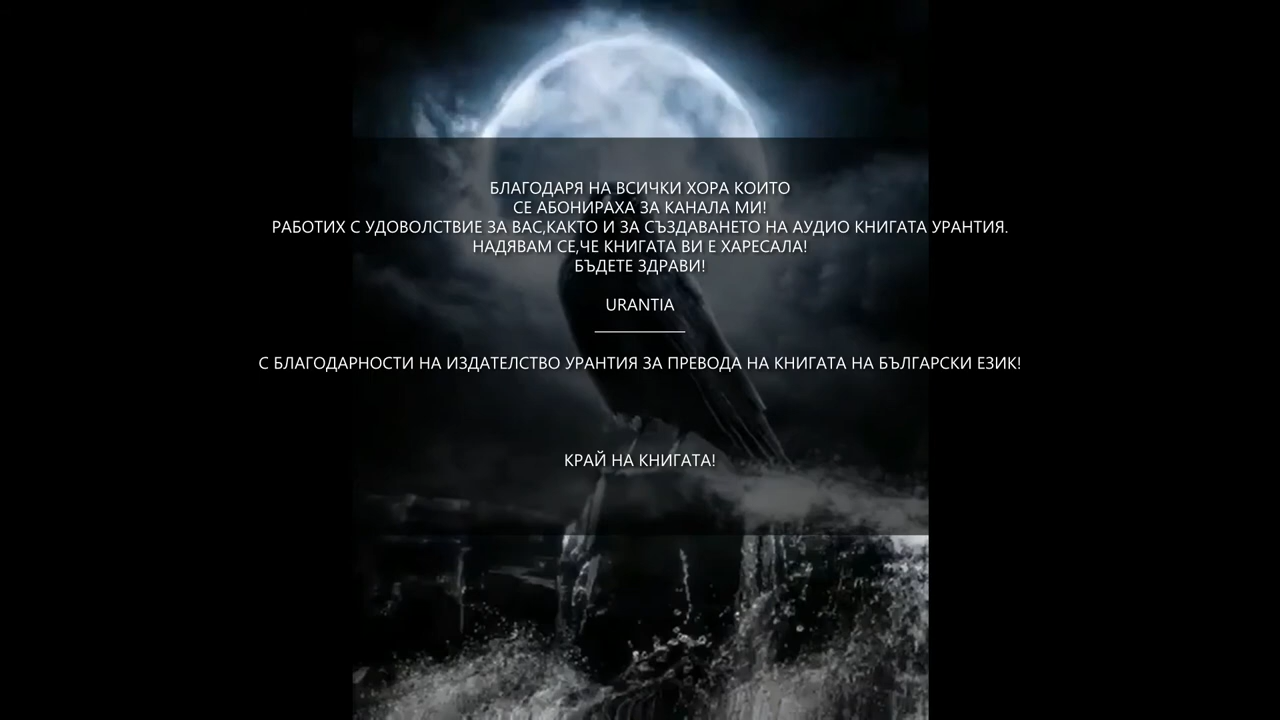 БЛАГОДАРЯ НА ВСИЧКИ ХОРА КОИТО
СЕ АБОНИРАХА ЗА КАНАЛА МИ!
РАБОТИХ С УДОВОЛСТВИЕ ЗА ВАС,КАКТО И ЗА СЪЗДАВАНЕТО НА АУДИО КНИГАТА УРАНТИЯ.
НАДЯВАМ СЕ,ЧЕ КНИГАТА ВИ Е ХАРЕСАЛА!
БЪДЕТЕ ЗДРАВИ!
URANTIA
С БЛАГОДАРНОСТИ НА ИЗДАТЕЛСТВО УРАНТИЯ ЗА ПРЕВОДА НА КНИГАТА НА БЪЛГАРСКИ ЕЗИК!
КРАЙ НА КНИГАТА!